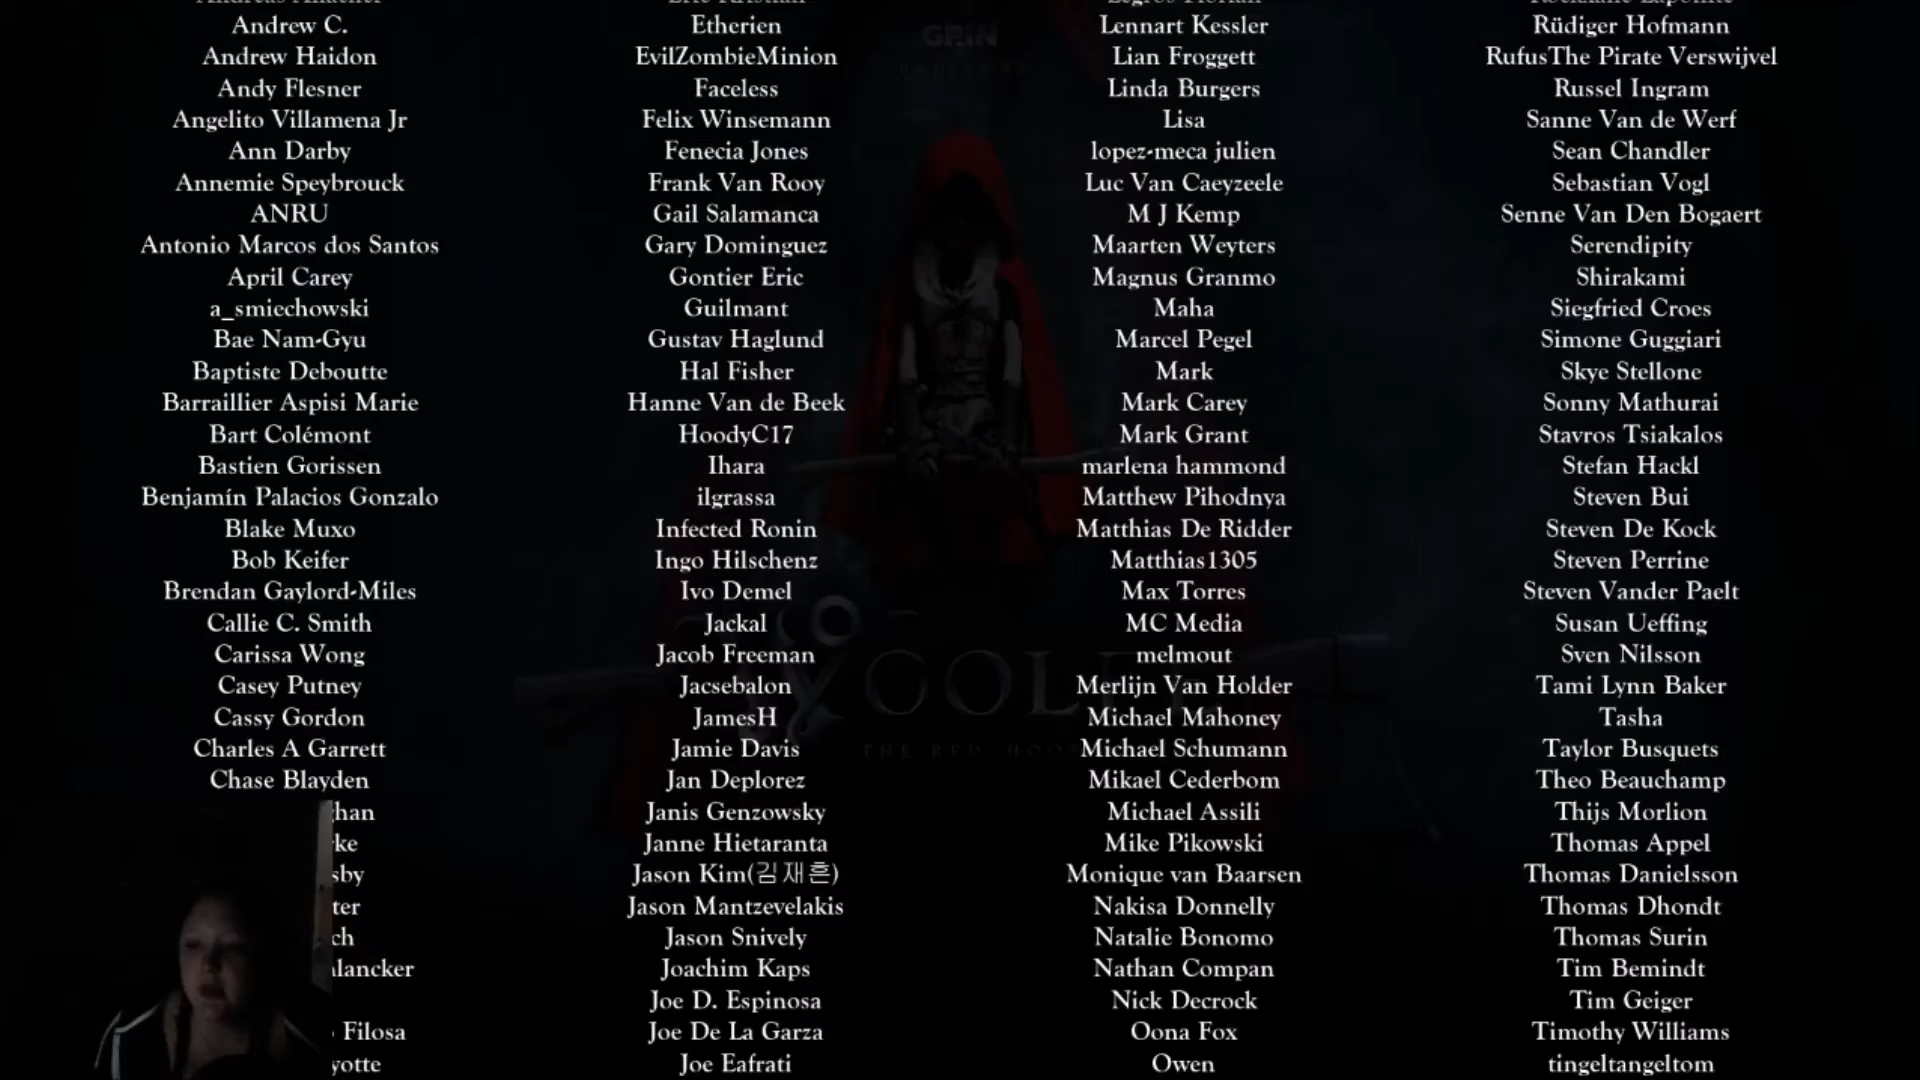 Andrew C.
Andrew Haidon
Andy Flesner
Angelito Villamena Jr
Ann Darby
Annemie Speybrouck
ANRU
Antonio Marcos dos Santos
April Carey
a_smiechowski
Bae Nam-Gyu
Baptiste Deboutte
Barraillier Aspisi Marie
Bart Colémont
Bastien Gorissen
Benjamín Palacios Gonzalo
Blake Muxo
Bob Keifer
Brendan Gaylord-Miles
Callie C. Smith
Carissa Wong
Casey Putney
Cassy Gordon
Charles A Garrett
Chase Blayden
Filosa
Etherien
EvilZombieMinion
Faceless
Felix Winsemann
Fenecia Jones
Frank Van Rooy
Gail Salamanca
Gary Dominguez
Gontier Eric
Guilmant
Gustav Haglund
Hal Fisher
Hanne Van de Beek
HoodyC17
Ihara
ilgrassa
Infected Ronin
Ingo Hilschenz
Ivo Demel
Jackal
Jacob Freeman
Jacsebalon
JamesH
Jamie Davis
Jan Deplorez
Janis Genzowsky
Janne Hietaranta
Jason Kim(김재흔)
Jason Mantzevelakis
Jason Snively
Joachim Kaps
Joe D. Espinosa
Joe De La Garza
Joe Eafrati
GRIN
THE RED HOOD
Lennart Kessler
Lian Froggett
Linda Burgers
Lisa
lopez-meca julien
Luc Van Caeyzeele
M J Kemp
Maarten Weyters
Magnus Granmo
Maha
Marcel Pegel
Mark
Mark Carey
Mark Grant
marlena hammond
Matthew Pihodnya
Matthias De Ridder
Matthias1305
Max Torres
MC Media
melmout
Merlijn Van Holder
Michael Mahoney
Michael Schumann
Mikael Cederbom
Michael Assili
Mike Pikowski
Monique van Baarsen
Nakisa Donnelly
Natalie Bonomo
Nathan Compan
Nick Decrock
Oona Fox
Owen
Rüdiger Hofmann
RufusThe Pirate Verswijvel
Russel Ingram
Sanne Van de Werf
Sean Chandler
Sebastian Vogl
Senne Van Den Bogaert
Serendipity
Shirakami
Siegfried Croes
Simone Guggiari
Skye Stellone
Sonny Mathurai
Stavros Tsiakalos
Stefan Hackl
Steven Bui
Steven De Kock
Steven Perrine
Steven Vander Paelt
Susan Ueffing
Sven Nilsson
Tami Lynn Baker
Tasha
Taylor Busquets
Theo Beauchamp
Thijs Morlion
Thomas Appel
Thomas Danielsson
Thomas Dhondt
Thomas Surin
Tim Bemindt
Tim Geiger
Timothy Williams
tingeltangeltom